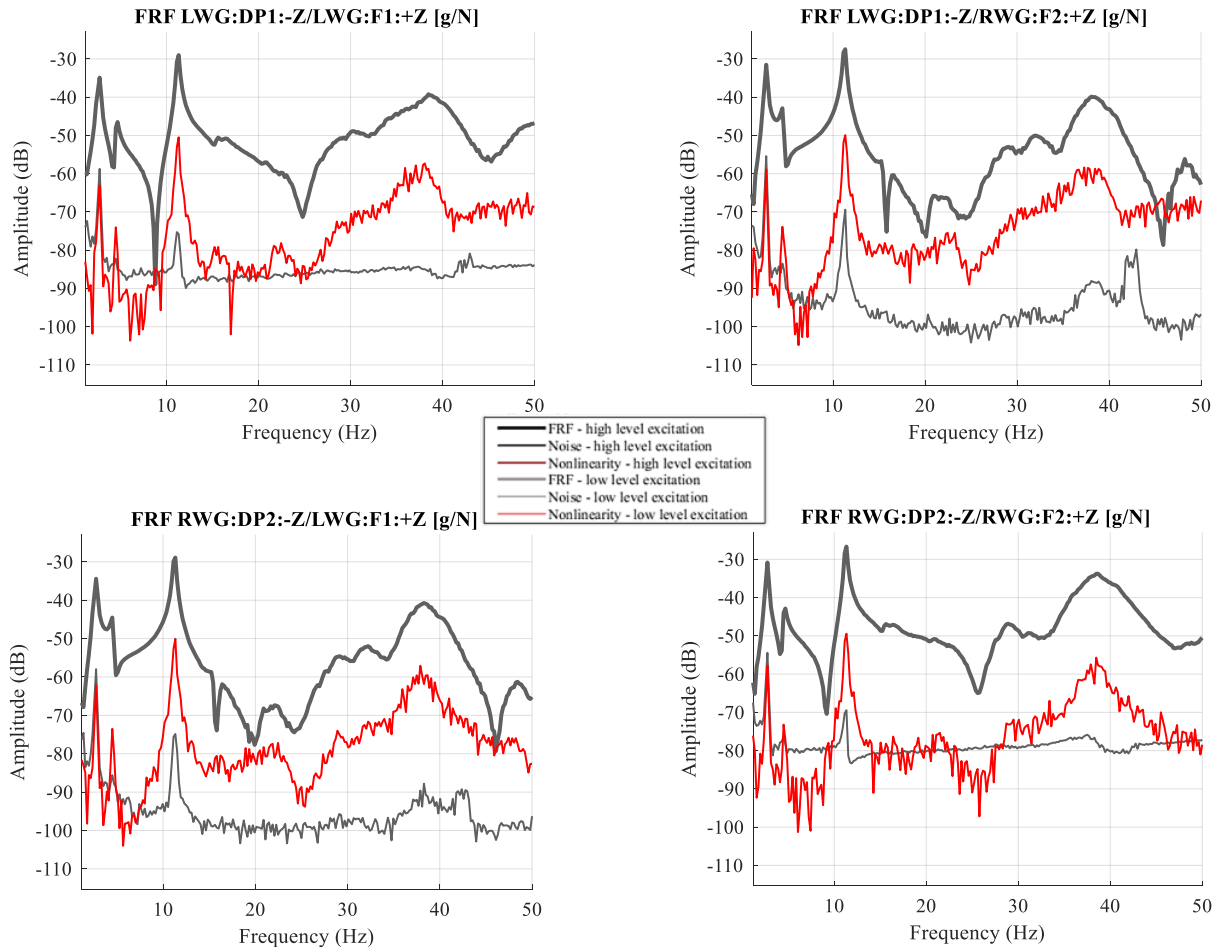 FRF LWG:DP1:-Z/LWG:F1:+Z [g/N]
Amplitude (dB)
-30
-40
-50
-60
-70
-80
-90
-100
-110
10 20 30 40 50
Frequency (Hz)
FRF LWG:DP1:-Z/RWG:F2:+Z [g/N]
Amplitude (dB)
-30
-40
-50
-60
-70
-80
-90
-100
-110
10 20 30 40 50
Frequency (Hz)
FRF - high level excitation
Noise - high level excitation
Nonlinearity - high level excitation
FRF - low level excitation
Noise - low level excitation
Nonlinearity - low level excitation
FRF RWG:DP2:-Z/LWG:F1:+Z [g/N]
Amplitude (dB)
-30
-40
-50
-60
-70
-80
-90
-100
-110
10 20 30 40 50
Frequency (Hz)
FRF RWG:DP2:-Z/RWG:F2:+Z [g/N]
Amplitude (dB)
-30
-40
-50
-60
-70
-80
-90
-100
-110
10 20 30 40 50
Frequency (Hz)